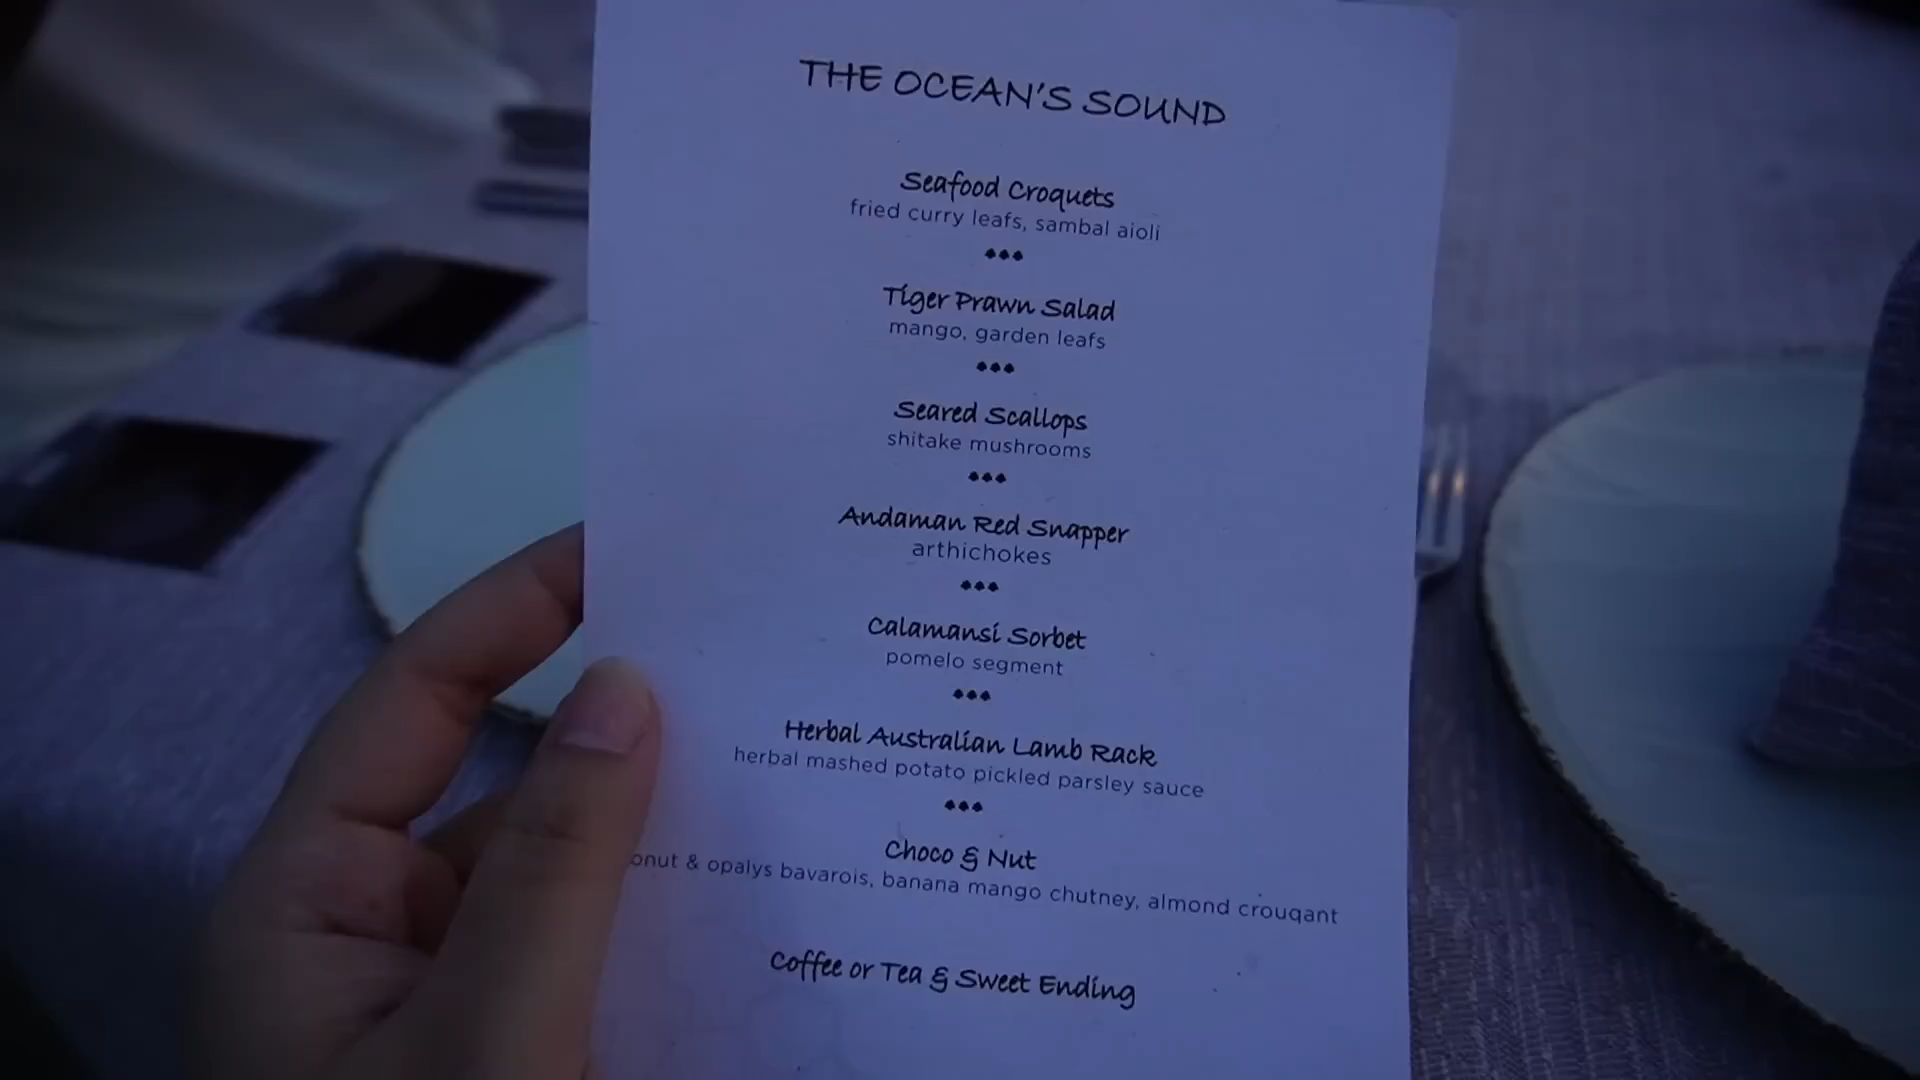 THE OCEAN'S SOUND
Seafood Croquets
fried curry leafs, sambal aioli
Tiger Prawn Salad
mango, garden leafs
Seared Scallops
shitake mushrooms
Andaman Red Snapper
arthichokes
Calamansi Sorbet
pomelo segment
Herbal Australian Lamb Rack
herbal mashed potato pickled parsley sauce
Choco & Nut
& opalys bavarois, banana mango chutney, almond crouqant
Coffee or Tea & Sweet Ending